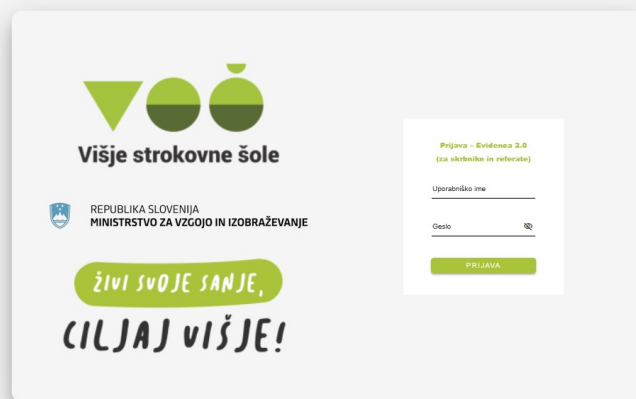 Višje strokovne šole
REPUBLIKA SLOVENIJA
MINISTRSTVO ZA VZGOJO IN IZOBRAŽEVANJE
ŽIVI SVOJE SANJE,
CILJAJ VIŠJE!
Prijava - Evidenca 2.0
(za skrbnike in referate)
Uporabniško ime
Geslo
PRIJAVA